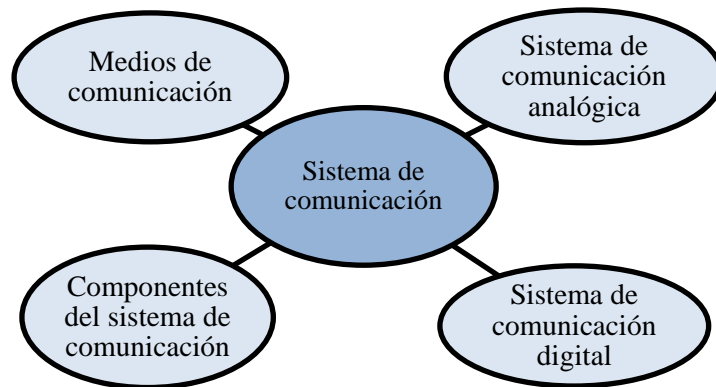 Medios de
comunicación
Sistema de
comunicación
analógica
Sistema de
comunicación
Componentes
del sistema de
comunicación
Sistema de
comunicación
digital